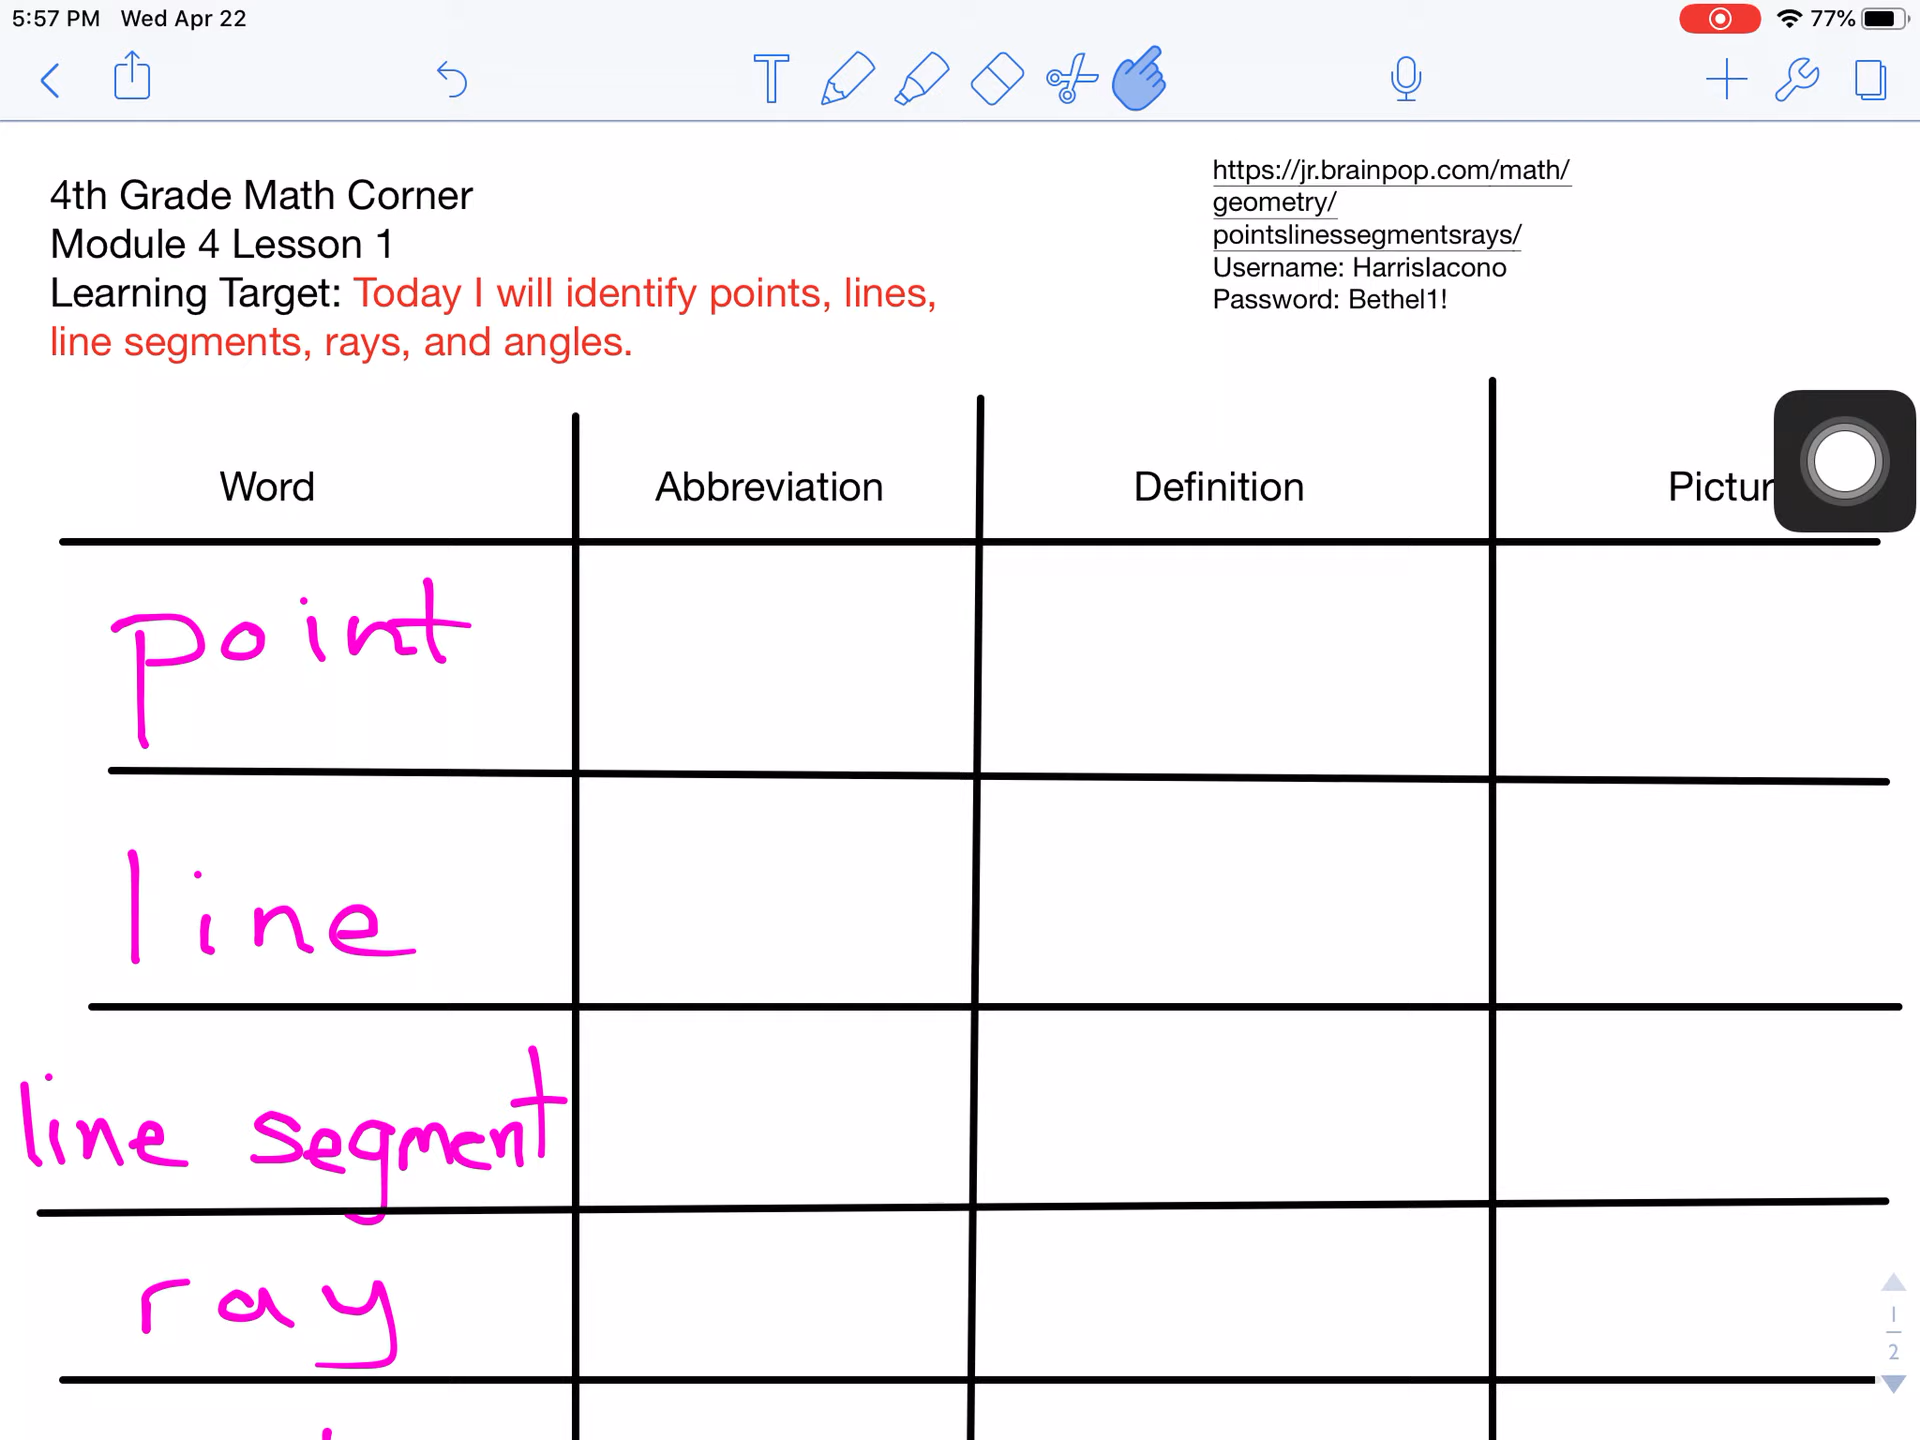 5:57 PM Wed Apr 22
77%
T
https://jr.brainpop.com/math/
geometry/
pointslinessegmentsrays/
Username: HarrisIacono
Password: Bethel1!
4th Grade Math Corner
Module 4 Lesson 1
Learning Target: Today I will identify points, lines,
line segments, rays, and angles.
Word Abbreviation Definition Pictur
point
line
line segment
ray
1
2